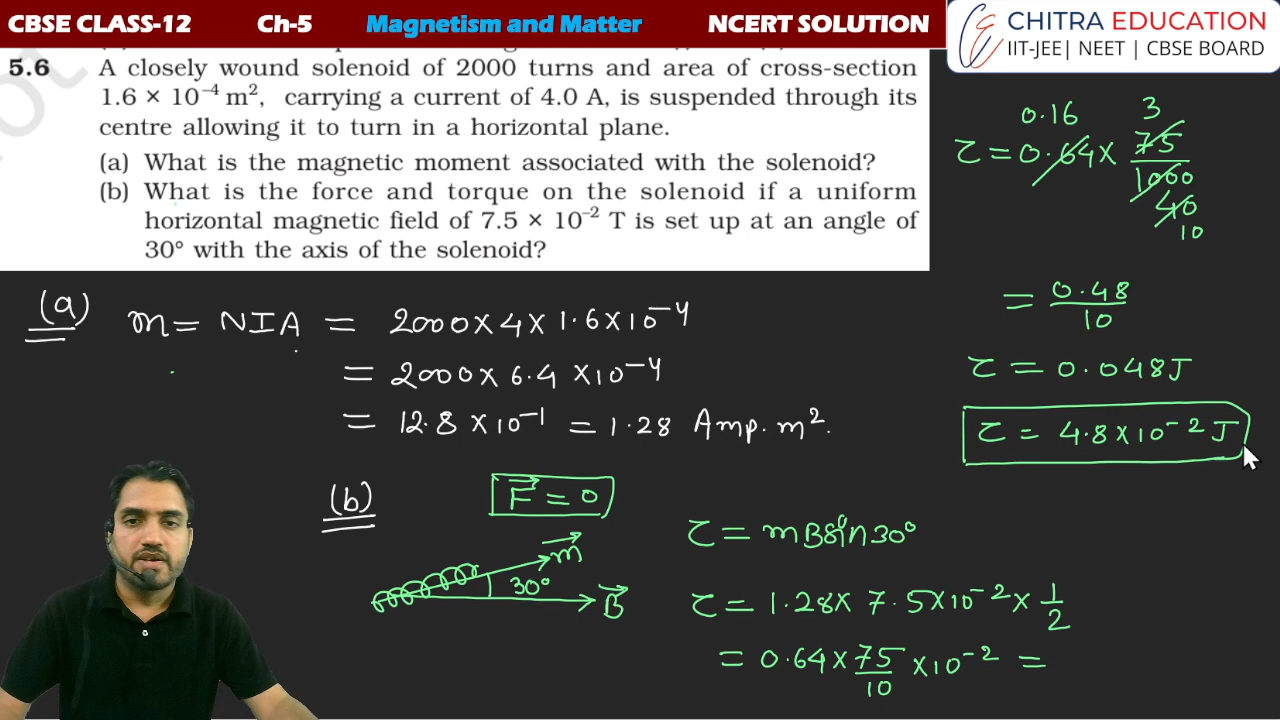 CBSE CLASS-12 Ch-5 Magnetism and Matter NCERT SOLUTION
CHITRA EDUCATION
IIT-JEE| NEET | CBSE BOARD
5.6 A closely wound solenoid of 2000 turns and area of cross-section
1.6 × 10⁻⁴ m², carrying a current of 4.0 A, is suspended through its
centre allowing it to turn in a horizontal plane.
(a) What is the magnetic moment associated with the solenoid?
(b) What is the force and torque on the solenoid if a uniform
horizontal magnetic field of 7.5 × 10⁻² T is set up at an angle of
30° with the axis of the solenoid?
(a) m = NIA = 2000 × 4 × 1.6 × 10⁻⁴
= 2000 × 6.4 × 10⁻⁴
= 12.8 × 10⁻¹ = 1.28 Amp. m².
(b) F⃗ = 0
m⃗
30°
B⃗
τ = mBsin30°
τ = 1.28 × 7.5 × 10⁻² × 1/2
= 0.64 × 75/10 × 10⁻² =
0.16 3
τ = 0.64 × 75/1000
40
10
= 0.48/10
τ = 0.048 J
τ = 4.8 × 10⁻² J